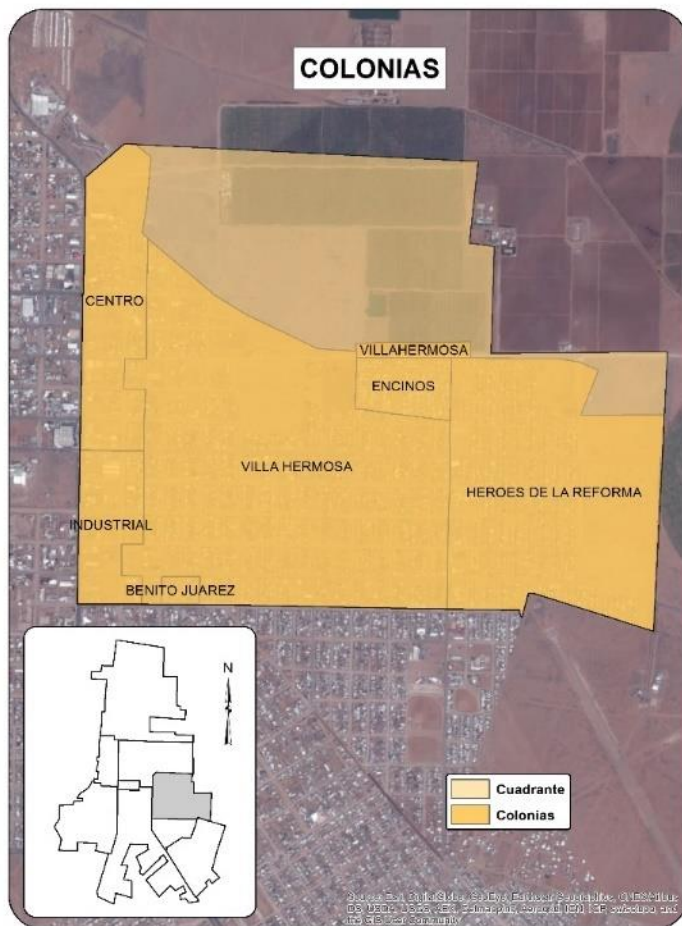 COLONIAS
CENTRO
VILLAHERMOSA
ENCINOS
VILLA HERMOSA
HEROES DE LA REFORMA
INDUSTRIAL
BENITO JUAREZ
N
Cuadrante
Colonias